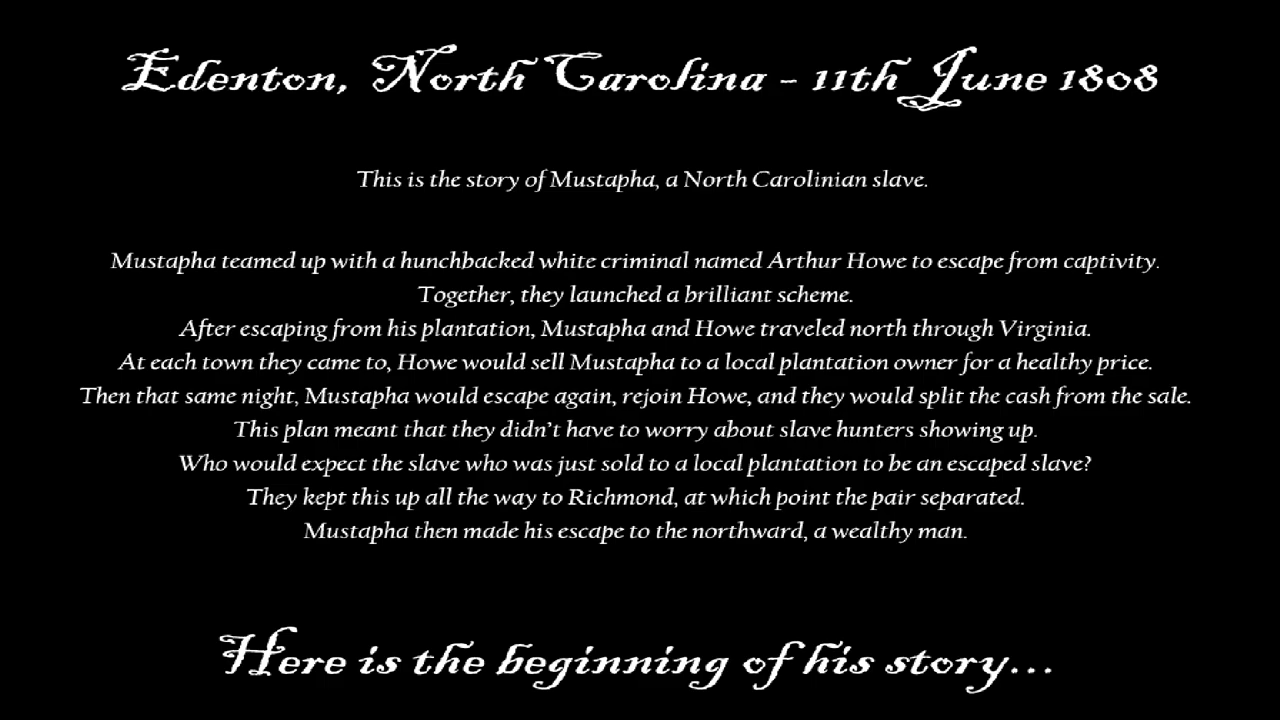 Edenton, North Carolina - 11th June 1808
This is the story of Mustapha, a North Carolinian slave.
Mustapha teamed up with a hunchbacked white criminal named Arthur Howe to escape from captivity.
Together, they launched a brilliant scheme.
After escaping from his plantation, Mustapha and Howe traveled north through Virginia.
At each town they came to, Howe would sell Mustapha to a local plantation owner for a healthy price.
Then that same night, Mustapha would escape again, rejoin Howe, and they would split the cash from the sale.
This plan meant that they didn't have to worry about slave hunters showing up.
Who would expect the slave who was just sold to a local plantation to be an escaped slave?
They kept this up all the way to Richmond, at which point the pair separated.
Mustapha then made his escape to the northward, a wealthy man.
Here is the beginning of his story...